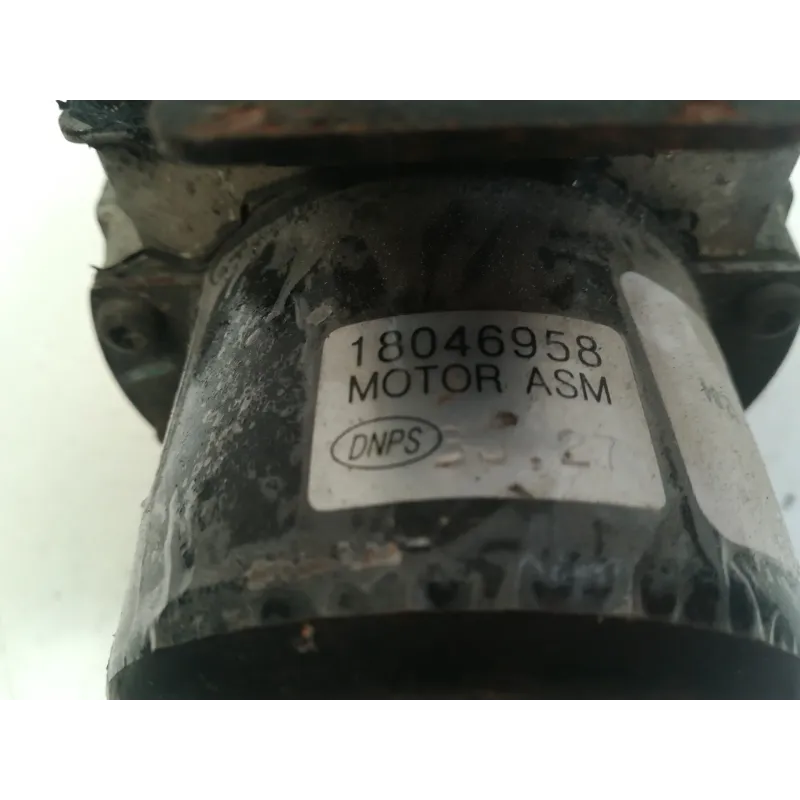 18046958
MOTOR ASM
DNPS